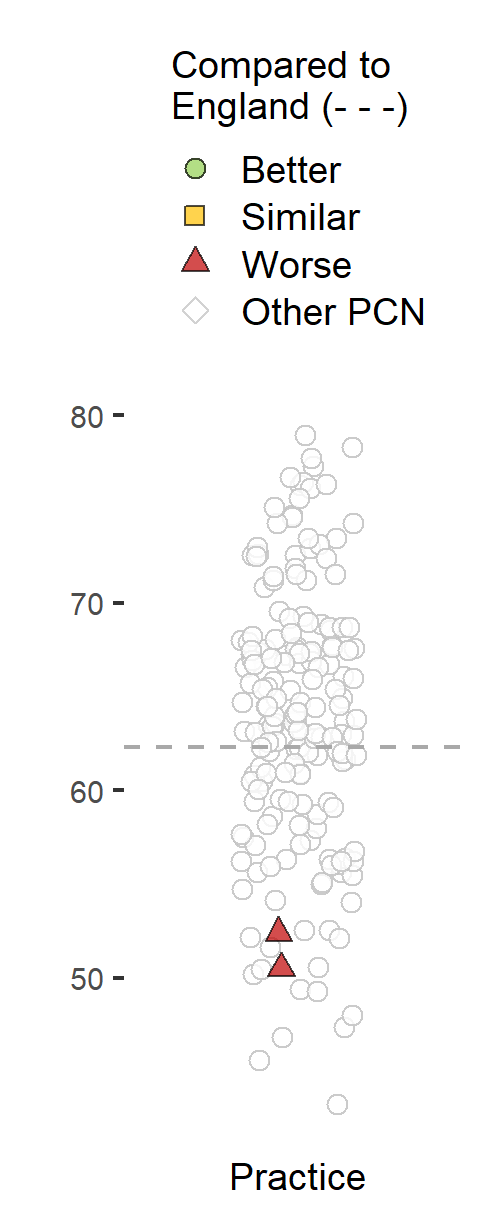 Compared to
England (- - -)
Better
Similar
Worse
Other PCN
80
70
60
50
Practice